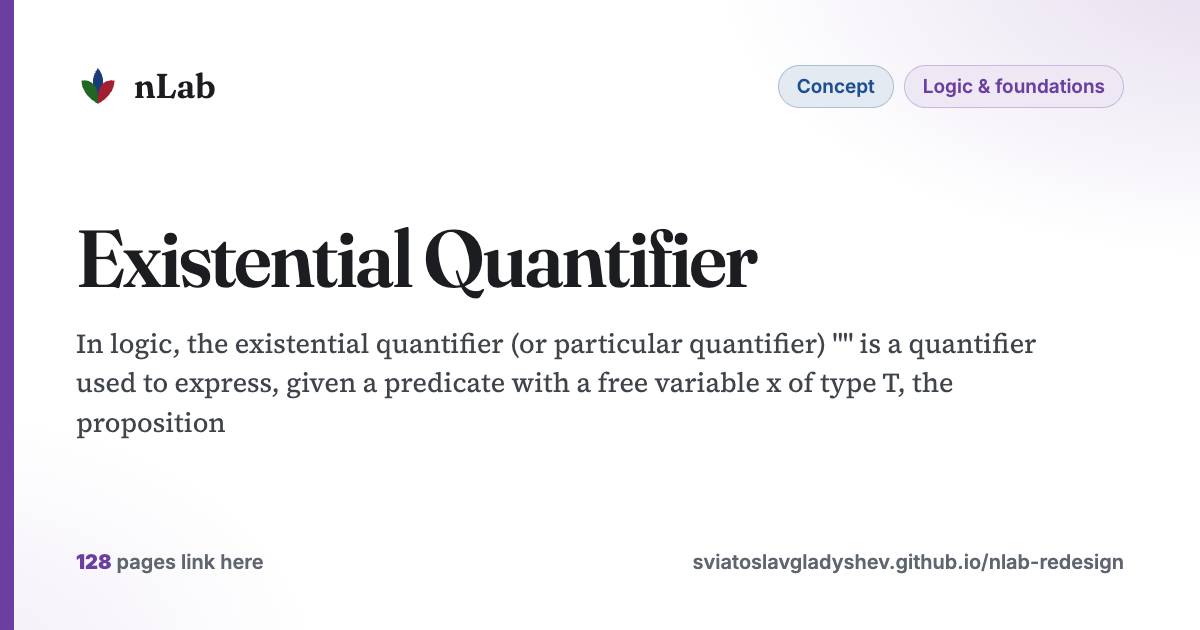 nLab
Concept
Logic & foundations
Existential Quantifier
In logic, the existential quantifier (or particular quantifier) "" is a quantifier
used to express, given a predicate with a free variable x of type T, the
proposition
128 pages link here
sviatoslavgladyshev.github.io/nlab-redesign